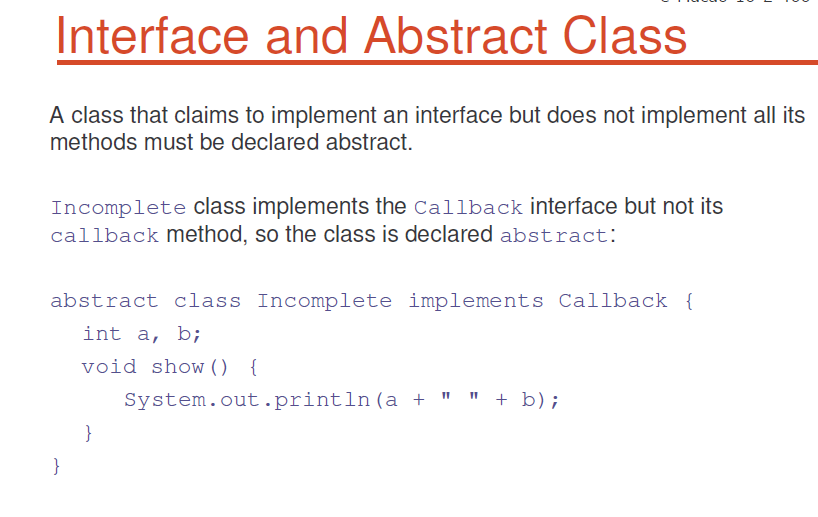 Interface and Abstract Class
A class that claims to implement an interface but does not implement all its
methods must be declared abstract.
Incomplete class implements the Callback interface but not its
callback method, so the class is declared abstract:
abstract class Incomplete implements Callback {
int a, b;
void show() {
System.out.println(a + " " + b);
}
}